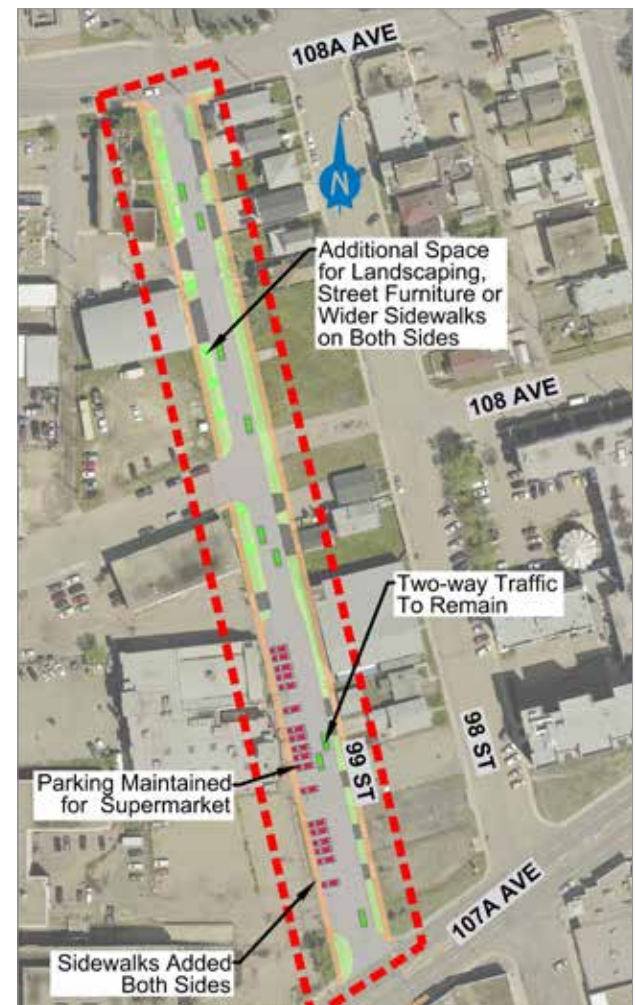 108A AVE
N
Additional Space
for Landscaping,
Street Furniture or
Wider Sidewalks
on Both Sides
108 AVE
Two-way Traffic
To Remain
99 ST
98 ST
Parking Maintained
for Supermarket
107A AVE
Sidewalks Added
Both Sides